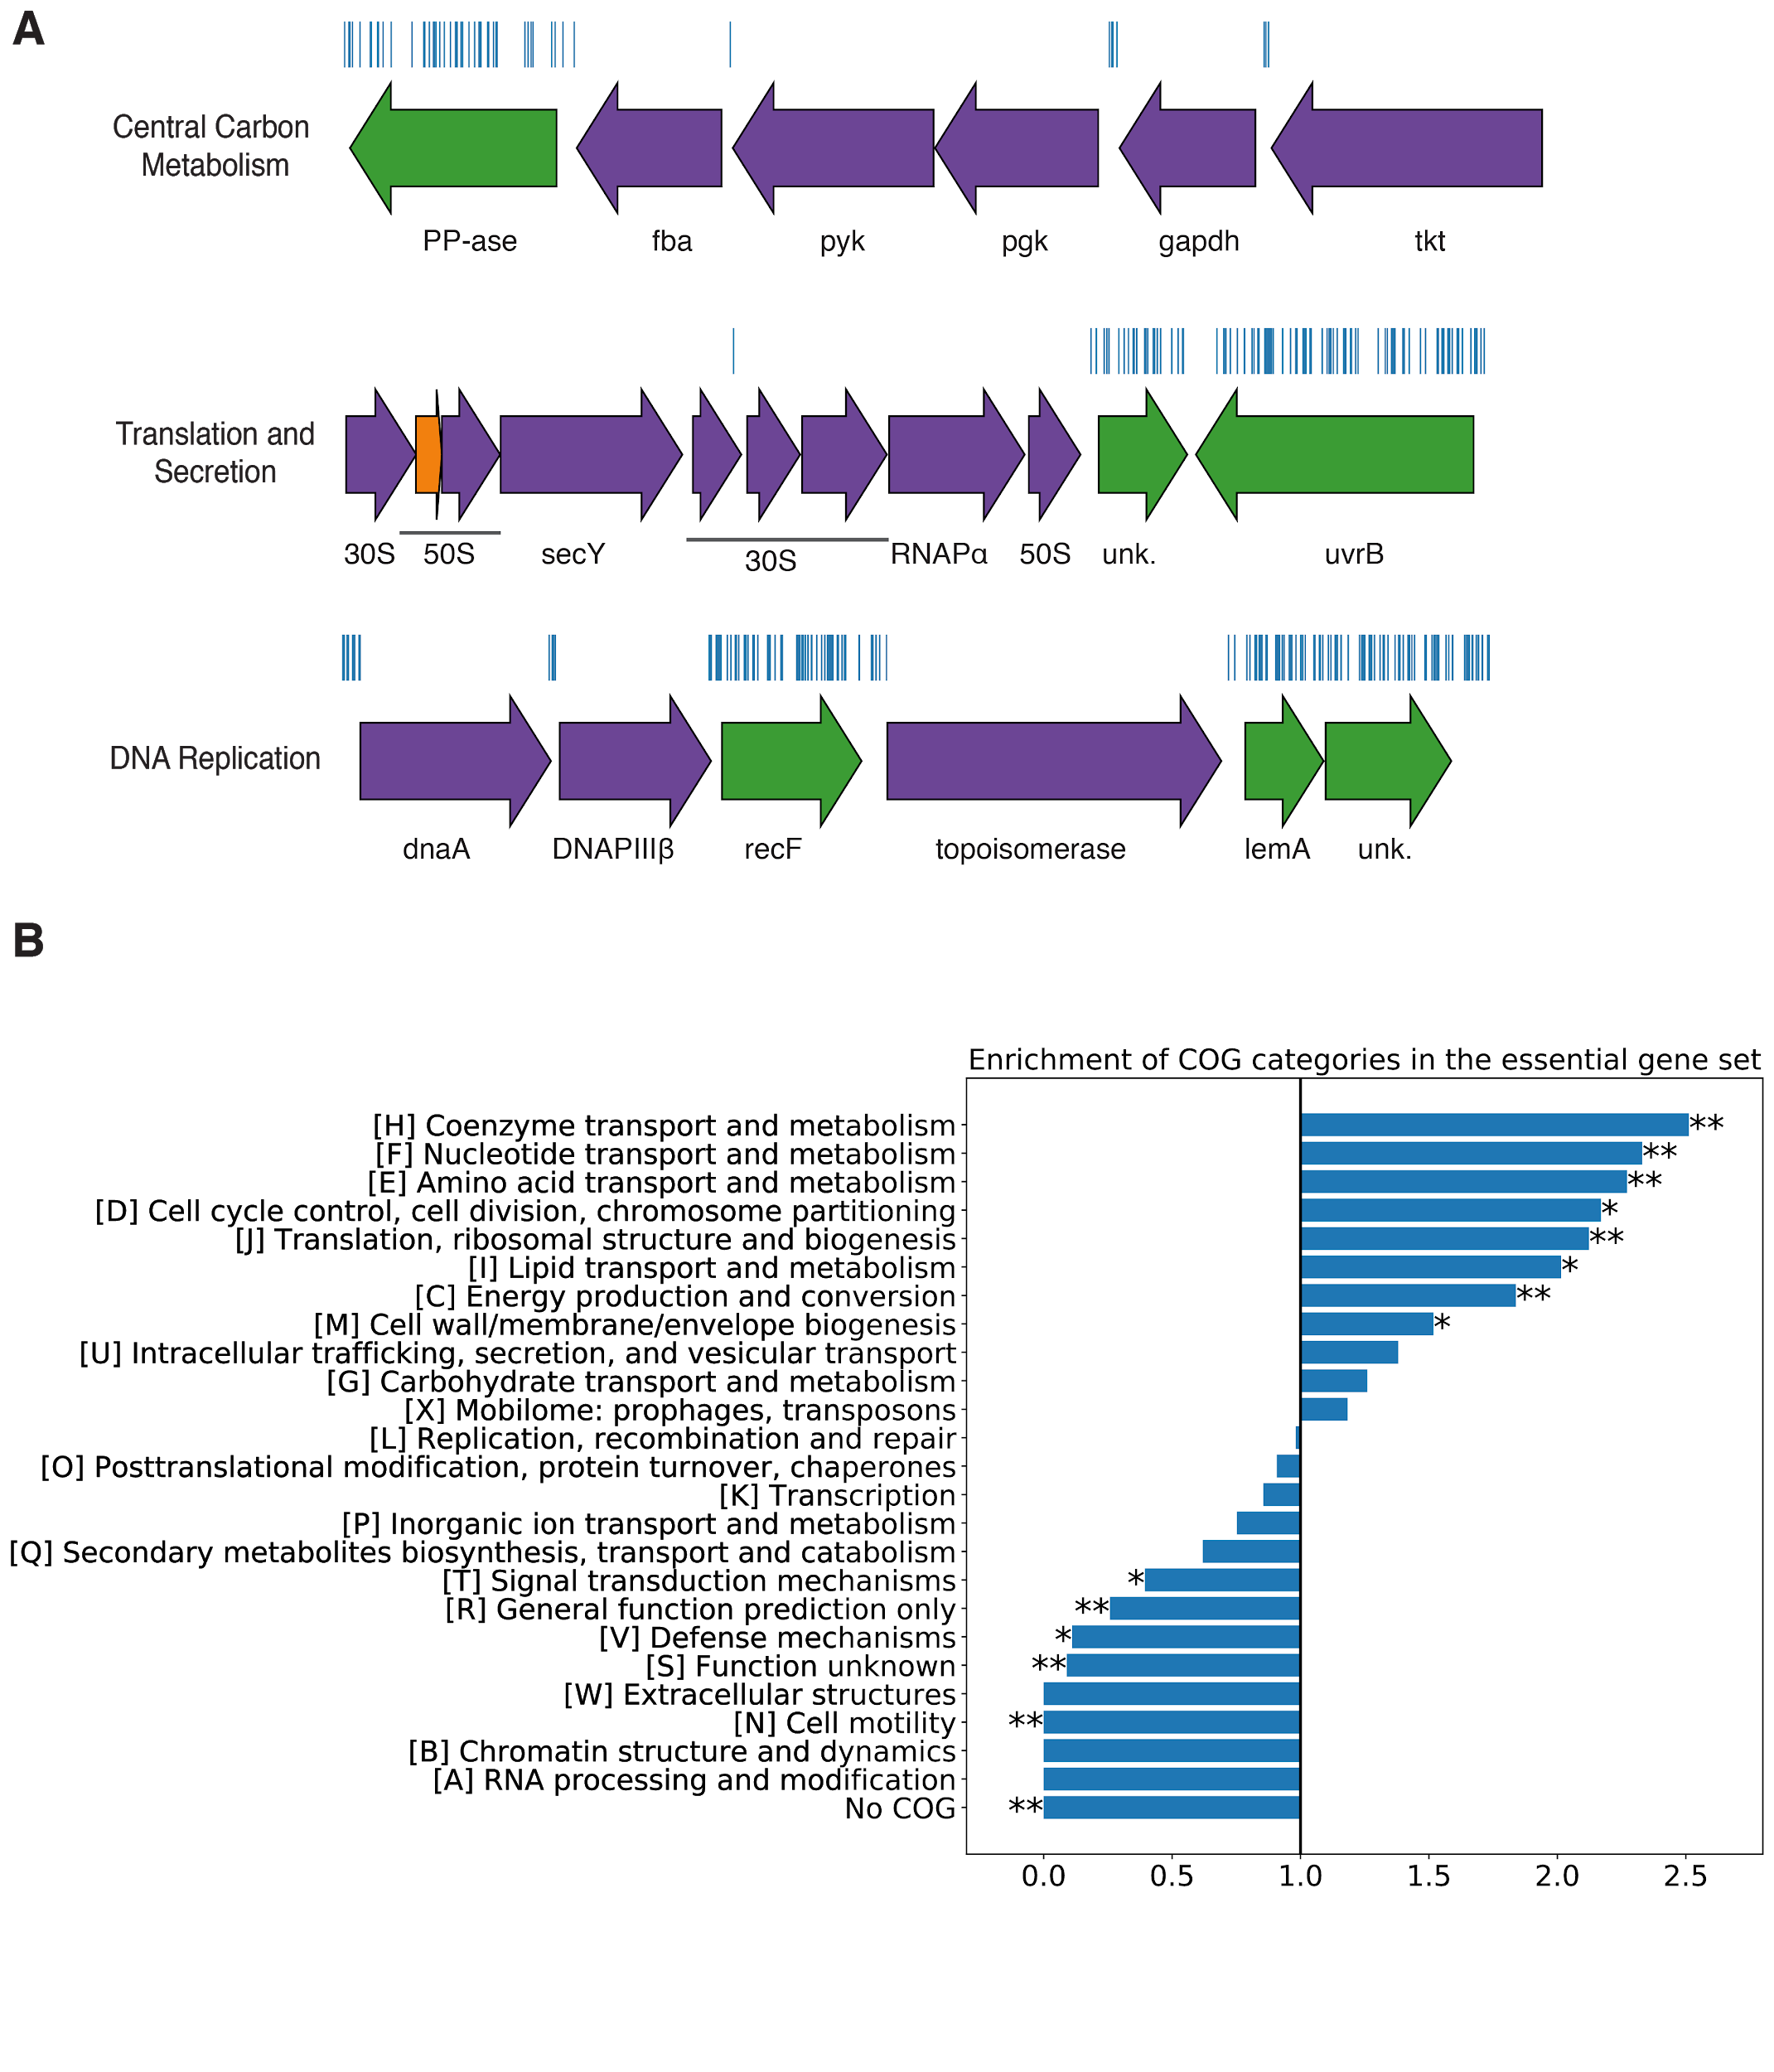 A
Central Carbon
Metabolism
PP-ase fba pyk pgk gapdh tkt
Translation and
Secretion
30S 50S secY 30S RNAPα 50S unk. uvrB
DNA Replication
dnaA DNAPIIIβ recF topoisomerase lemA unk.
B
Enrichment of COG categories in the essential gene set
[H] Coenzyme transport and metabolism **
[F] Nucleotide transport and metabolism **
[E] Amino acid transport and metabolism **
[D] Cell cycle control, cell division, chromosome partitioning *
[J] Translation, ribosomal structure and biogenesis **
[I] Lipid transport and metabolism *
[C] Energy production and conversion **
[M] Cell wall/membrane/envelope biogenesis *
[U] Intracellular trafficking, secretion, and vesicular transport
[G] Carbohydrate transport and metabolism
[X] Mobilome: prophages, transposons
[L] Replication, recombination and repair
[O] Posttranslational modification, protein turnover, chaperones
[K] Transcription
[P] Inorganic ion transport and metabolism
[Q] Secondary metabolites biosynthesis, transport and catabolism
[T] Signal transduction mechanisms *
[R] General function prediction only **
[V] Defense mechanisms *
[S] Function unknown **
[W] Extracellular structures
[N] Cell motility **
[B] Chromatin structure and dynamics
[A] RNA processing and modification
No COG **
0.0 0.5 1.0 1.5 2.0 2.5